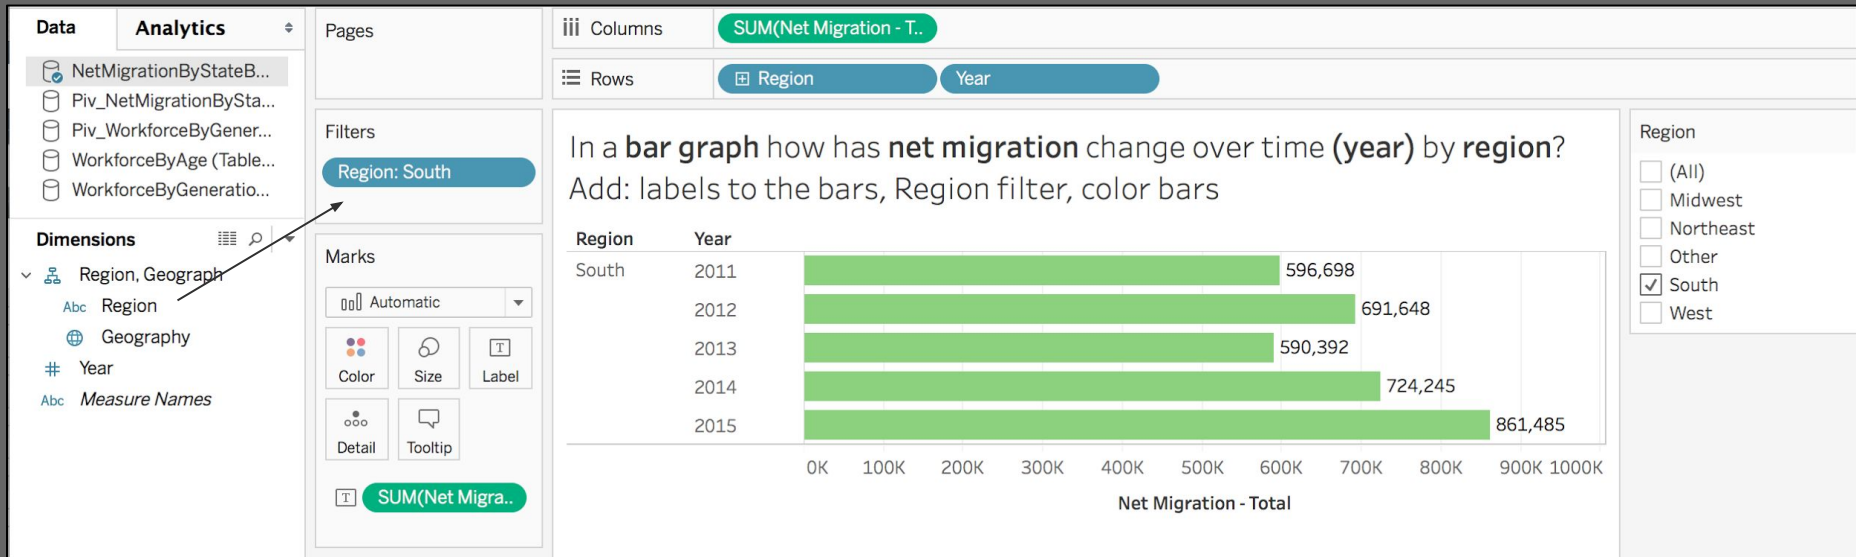 Data
Analytics
NetMigrationByStateB...
Piv_NetMigrationBySta...
Piv_WorkforceByGener...
WorkforceByAge (Table...
WorkforceByGeneratio...
Dimensions
Region, Geograph
Abc Region
Geography
# Year
Abc Measure Names
Pages
Filters
Region: South
Marks
Automatic
Color Size T Label
Detail Tooltip
T SUM(Net Migra..
Columns SUM(Net Migration - T..
Rows Region Year
In a bar graph how has net migration change over time (year) by region?
Add: labels to the bars, Region filter, color bars
Region Year
South 2011 596,698
2012 691,648
2013 590,392
2014 724,245
2015 861,485
0K 100K 200K 300K 400K 500K 600K 700K 800K 900K 1000K
Net Migration - Total
Region
(All)
Midwest
Northeast
Other
South
West